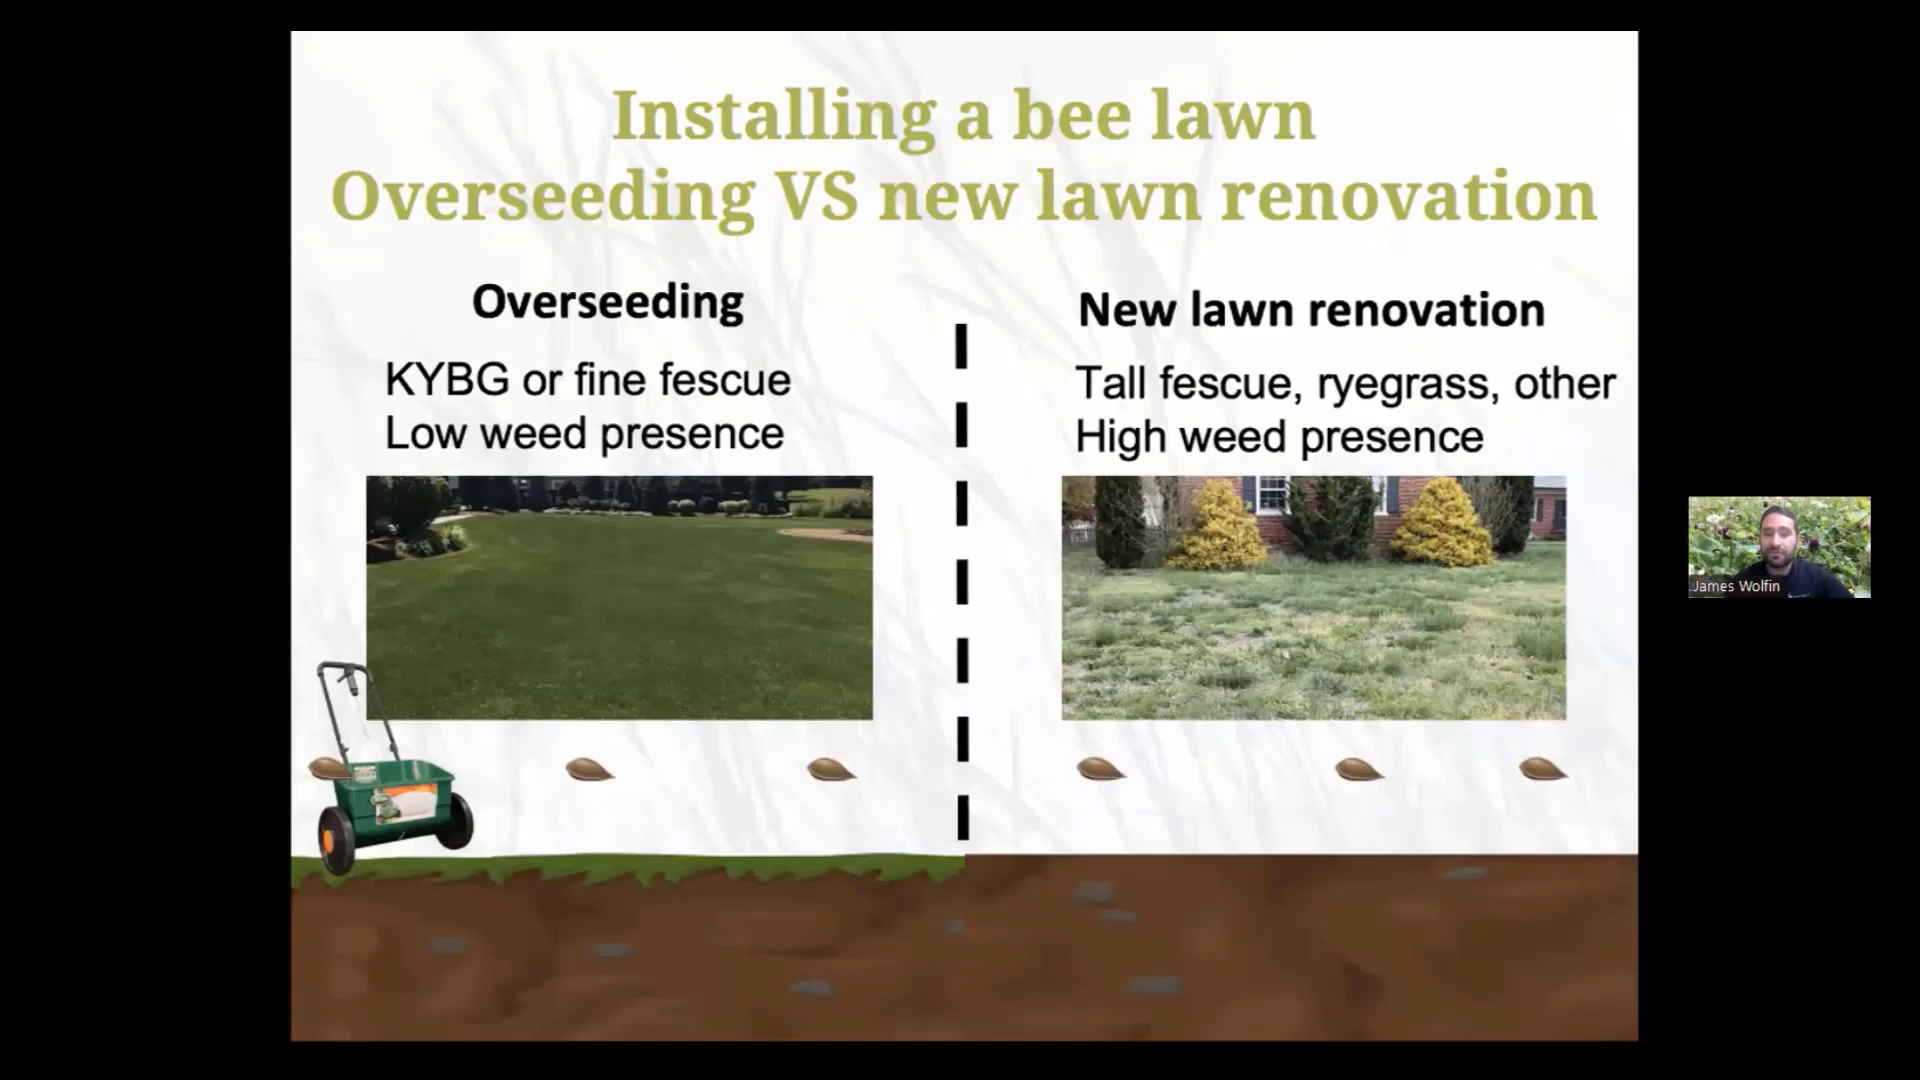 Installing a bee lawn
Overseeding VS new lawn renovation
Overseeding
KYBG or fine fescue
Low weed presence
New lawn renovation
Tall fescue, ryegrass, other
High weed presence
James Wolfin